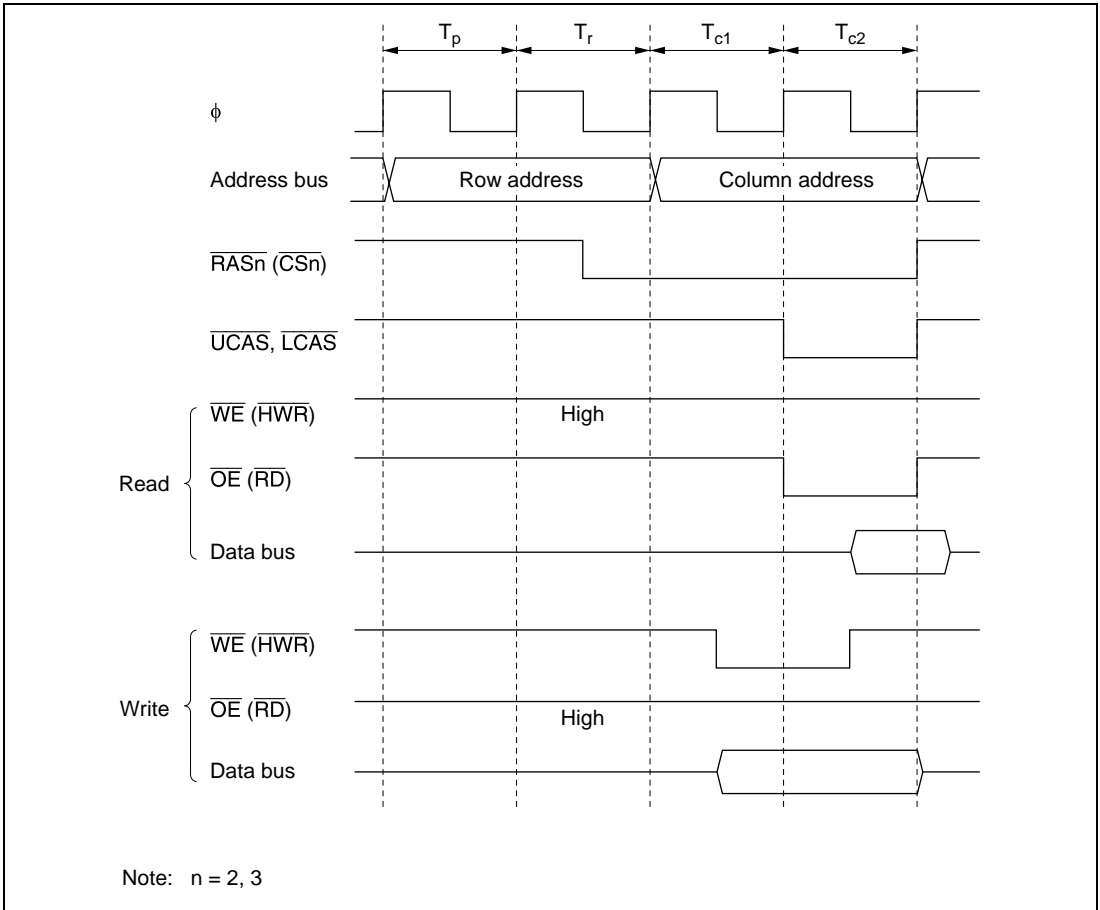 Tp Tr Tc1 Tc2
φ
Address bus Row address Column address
RASn (CSn)
UCAS, LCAS
WE (HWR) High
Read OE (RD)
Data bus
WE (HWR)
Write OE (RD) High
Data bus
Note: n = 2, 3